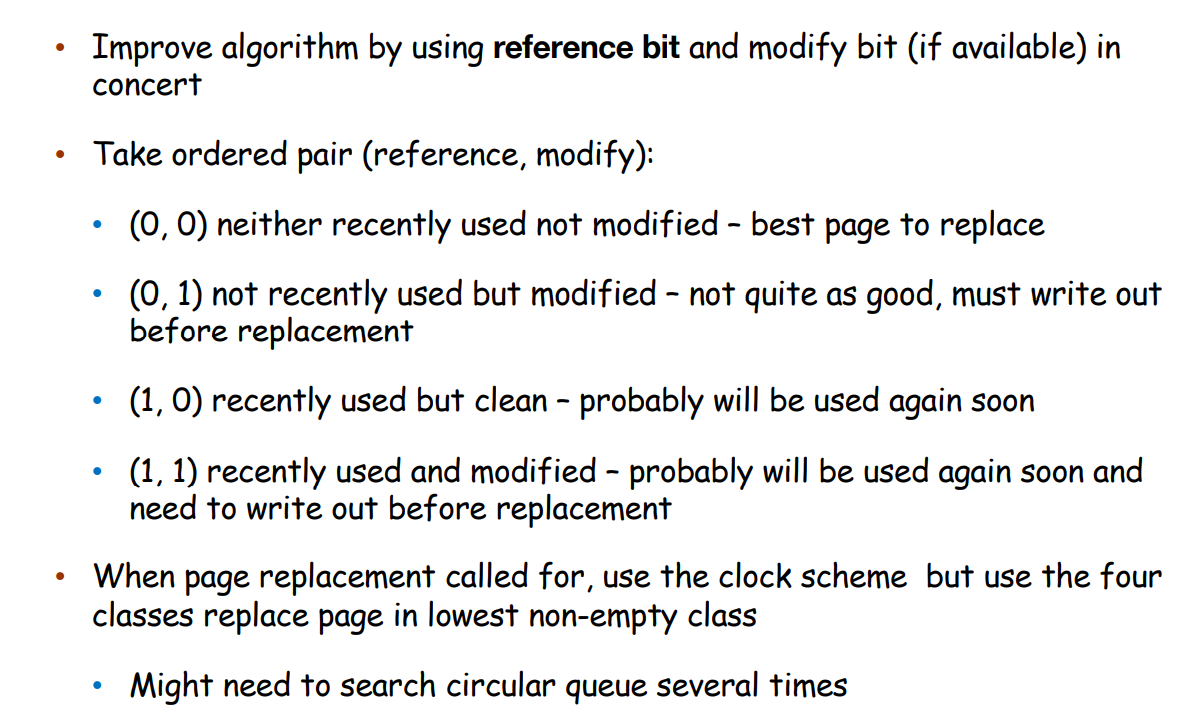 • Improve algorithm by using reference bit and modify bit (if available) in
concert
• Take ordered pair (reference, modify):
• (0, 0) neither recently used not modified – best page to replace
• (0, 1) not recently used but modified – not quite as good, must write out
before replacement
• (1, 0) recently used but clean – probably will be used again soon
• (1, 1) recently used and modified – probably will be used again soon and
need to write out before replacement
• When page replacement called for, use the clock scheme  but use the four
classes replace page in lowest non-empty class
• Might need to search circular queue several times